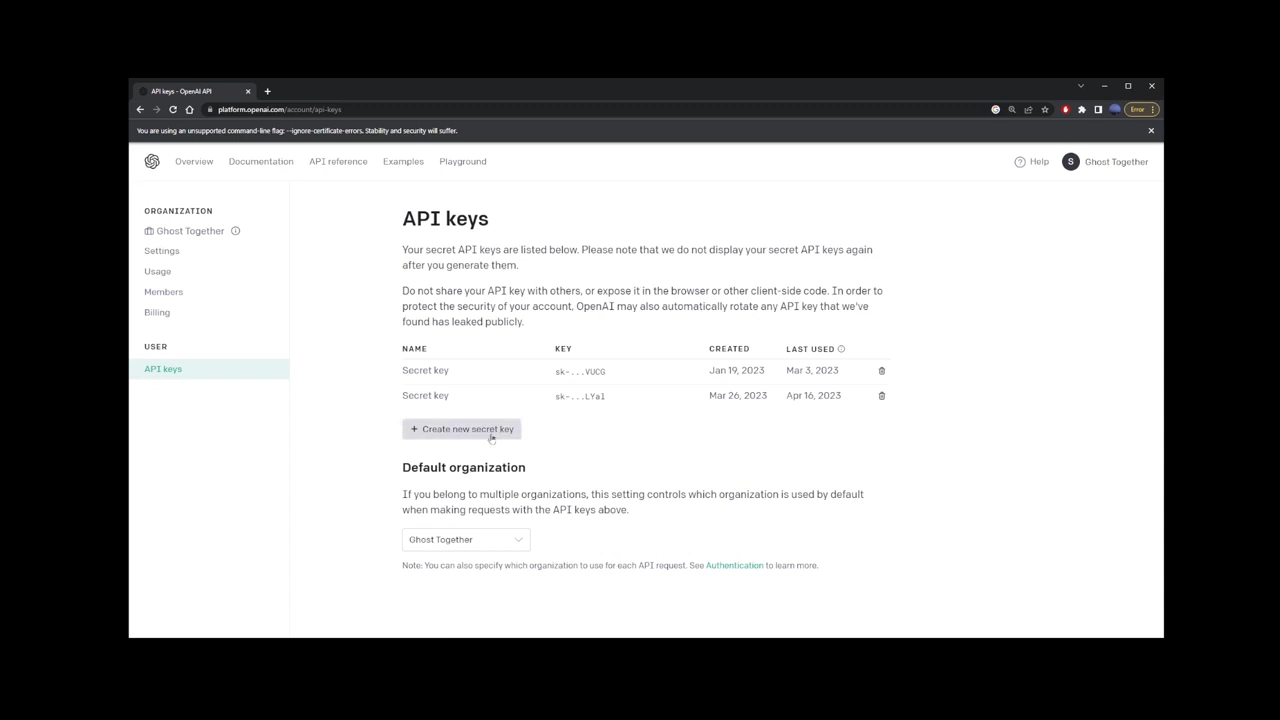 API keys - OpenAI API
platform.openai.com/account/api-keys
Error
You are using an unsupported command-line flag: --ignore-certificate-errors. Stability and security will suffer.
Overview Documentation API reference Examples Playground Help S Ghost Together
ORGANIZATION
Ghost Together
Settings
Usage
Members
Billing
USER
API keys
API keys
Your secret API keys are listed below. Please note that we do not display your secret API keys again
after you generate them.
Do not share your API key with others, or expose it in the browser or other client-side code. In order to
protect the security of your account, OpenAI may also automatically rotate any API key that we've
found has leaked publicly.
NAME KEY CREATED LAST USED
Secret key sk-...VUCG Jan 19, 2023 Mar 3, 2023
Secret key sk-...LYal Mar 26, 2023 Apr 16, 2023
+ Create new secret key
Default organization
If you belong to multiple organizations, this setting controls which organization is used by default
when making requests with the API keys above.
Ghost Together
Note: You can also specify which organization to use for each API request. See Authentication to learn more.